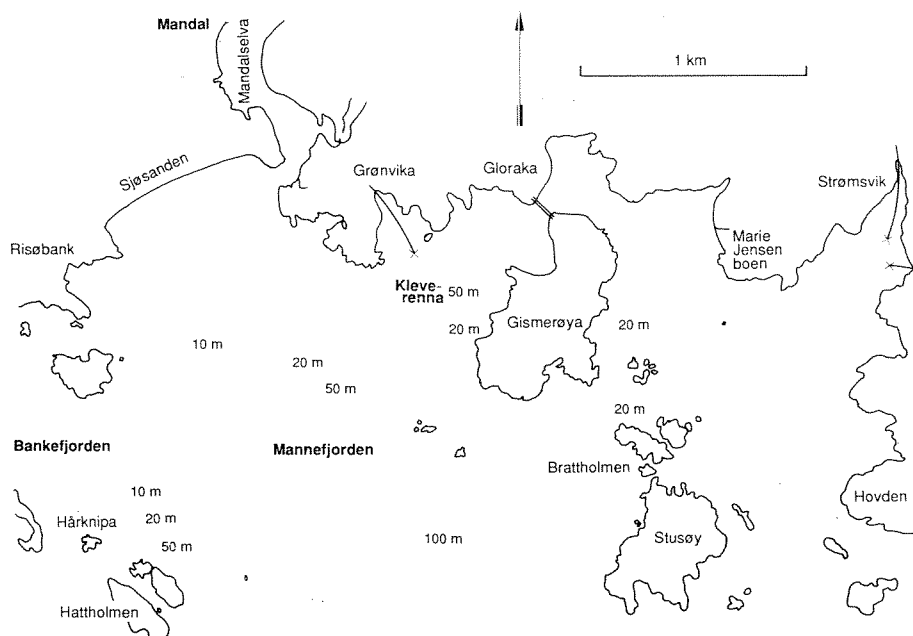 Mandal
Mandalselva
1 km
Sjøsanden
Grønvika
Gloraka
Strømsvik
Risøbank
Marie
Jensen
boen
Kleve-
renna
50 m
20 m
Gismerøya
20 m
10 m
20 m
50 m
20 m
Bankefjorden
Mannefjorden
Brattholmen
10 m
Hårknipa
20 m
50 m
100 m
Stusøy
Hovden
Hattholmen